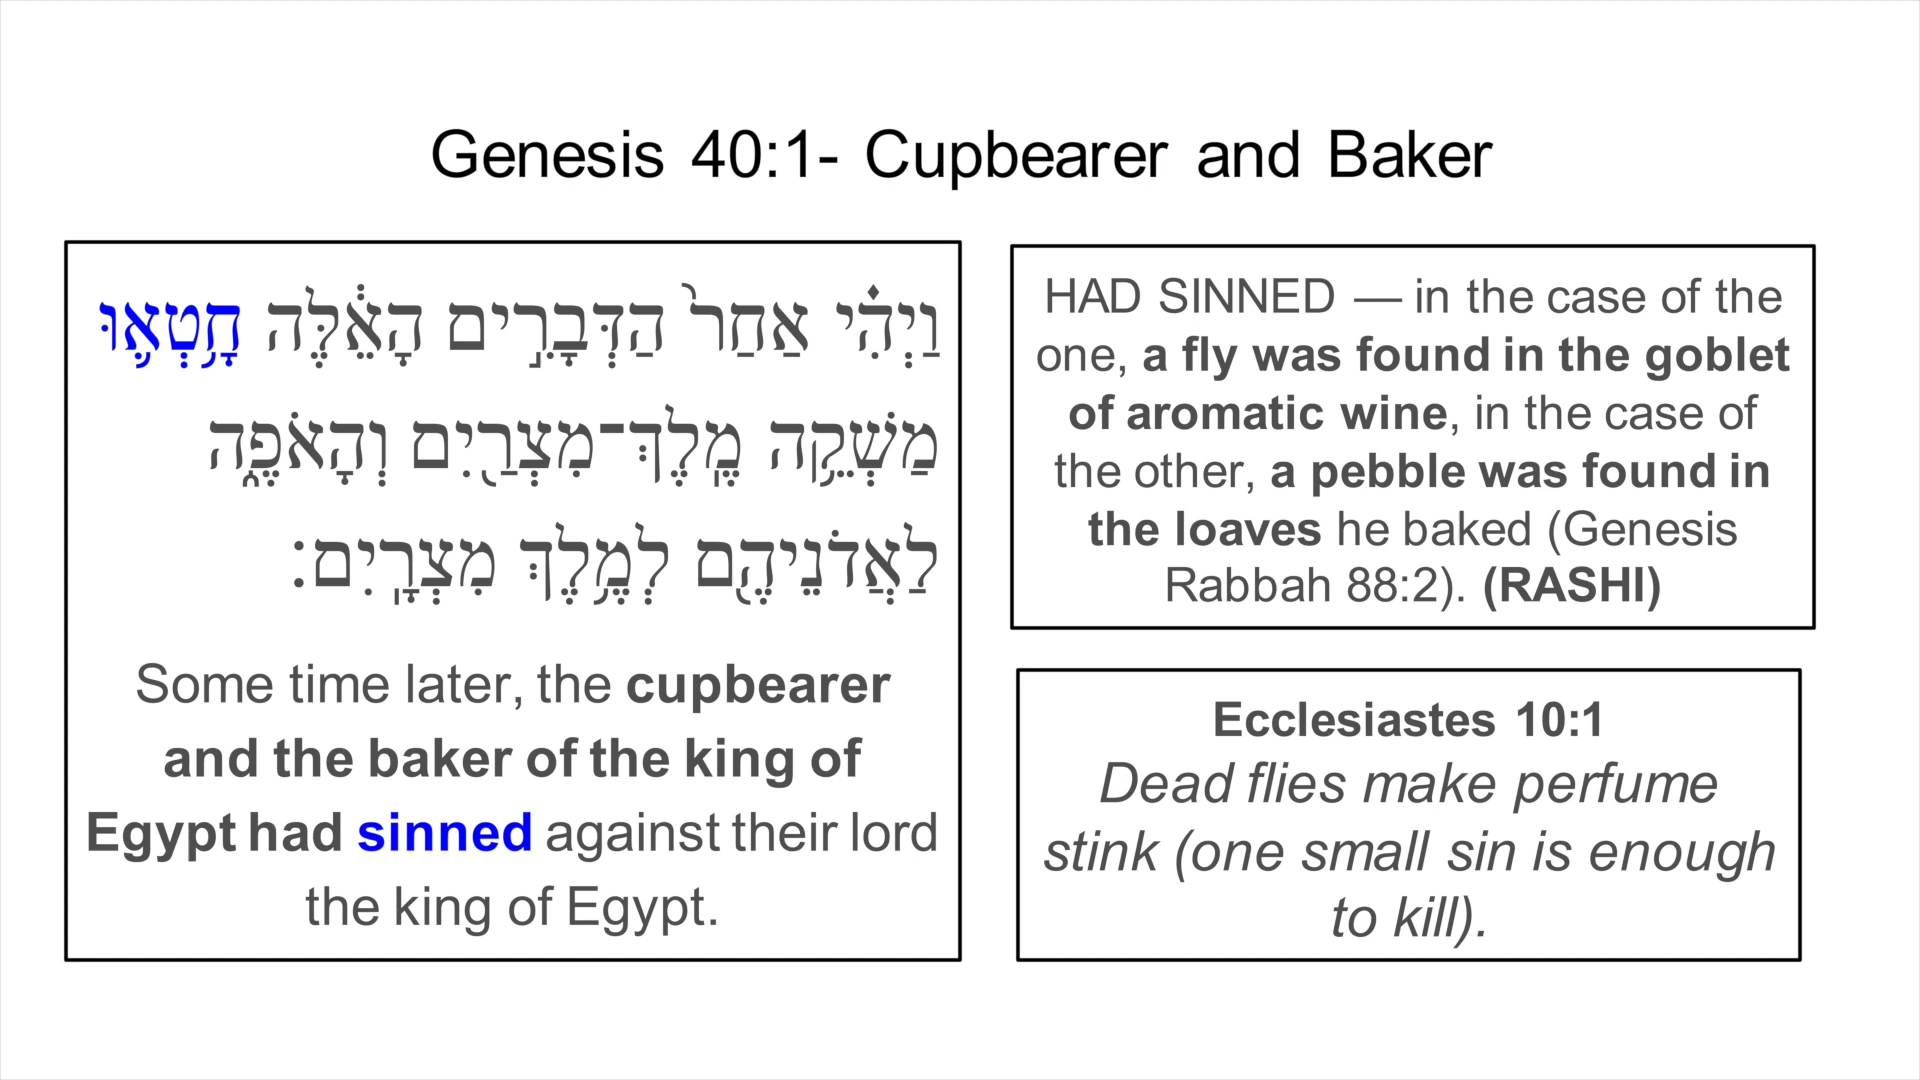 Genesis 40:1- Cupbearer and Baker
וַיְהִ֗י אַחַר֙ הַדְּבָרִ֣ים הָאֵ֔לֶּה חָ֥טְא֛וּ
מַשְׁקֵ֥ה מֶֽלֶךְ־מִצְרַ֖יִם וְהָאֹפֶ֑ה
לַאֲדֹנֵיהֶ֖ם לְמֶ֥לֶךְ מִצְרָֽיִם׃
Some time later, the cupbearer
and the baker of the king of
Egypt had sinned against their lord
the king of Egypt.
HAD SINNED — in the case of the
one, a fly was found in the goblet
of aromatic wine, in the case of
the other, a pebble was found in
the loaves he baked (Genesis
Rabbah 88:2). (RASHI)
Ecclesiastes 10:1
Dead flies make perfume
stink (one small sin is enough
to kill).